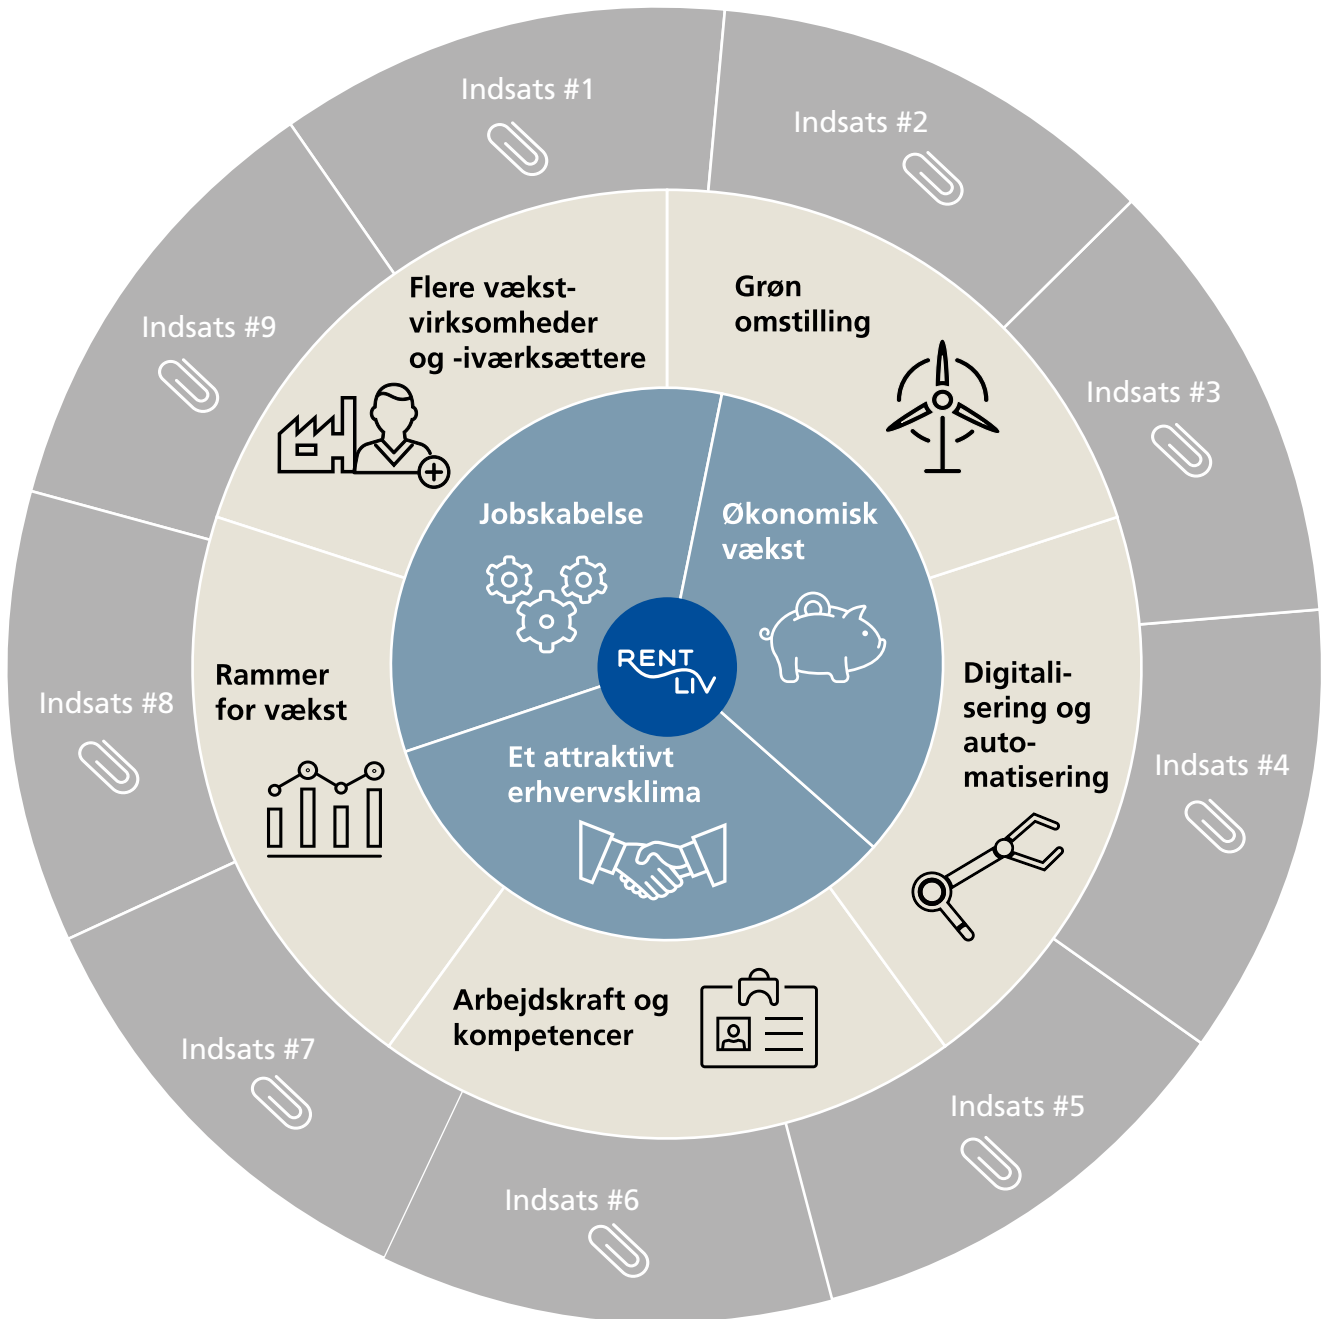 Indsats #1
Indsats #2
Indsats #3
Indsats #4
Indsats #5
Indsats #6
Indsats #7
Indsats #8
Indsats #9
Flere vækst-
virksomheder
og -iværksættere
Grøn
omstilling
Digitali-
sering og
auto-
matisering
Arbejdskraft og
kompetencer
Rammer
for vækst
Jobskabelse
Økonomisk
vækst
Et attraktivt
erhvervsklima
RENT
LIV